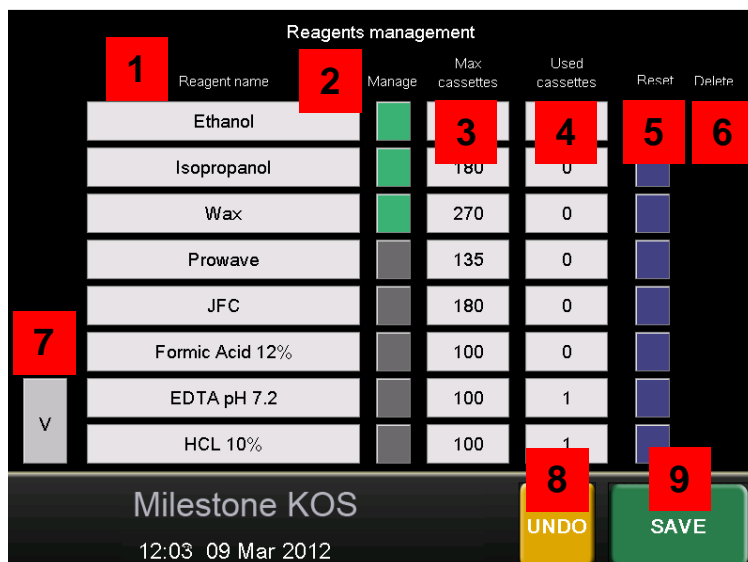 Reagents management
1 Reagent name 2 Manage Max cassettes Used cassettes Reset Delete
3 4 5 6
Ethanol
Isopropanol 180 0
Wax 270 0
Prowave 135 0
JFC 180 0
7
Formic Acid 12% 100 0
EDTA pH 7.2 100 1
V
HCL 10% 100 1
8 9
Milestone KOS
UNDO SAVE
12:03 09 Mar 2012